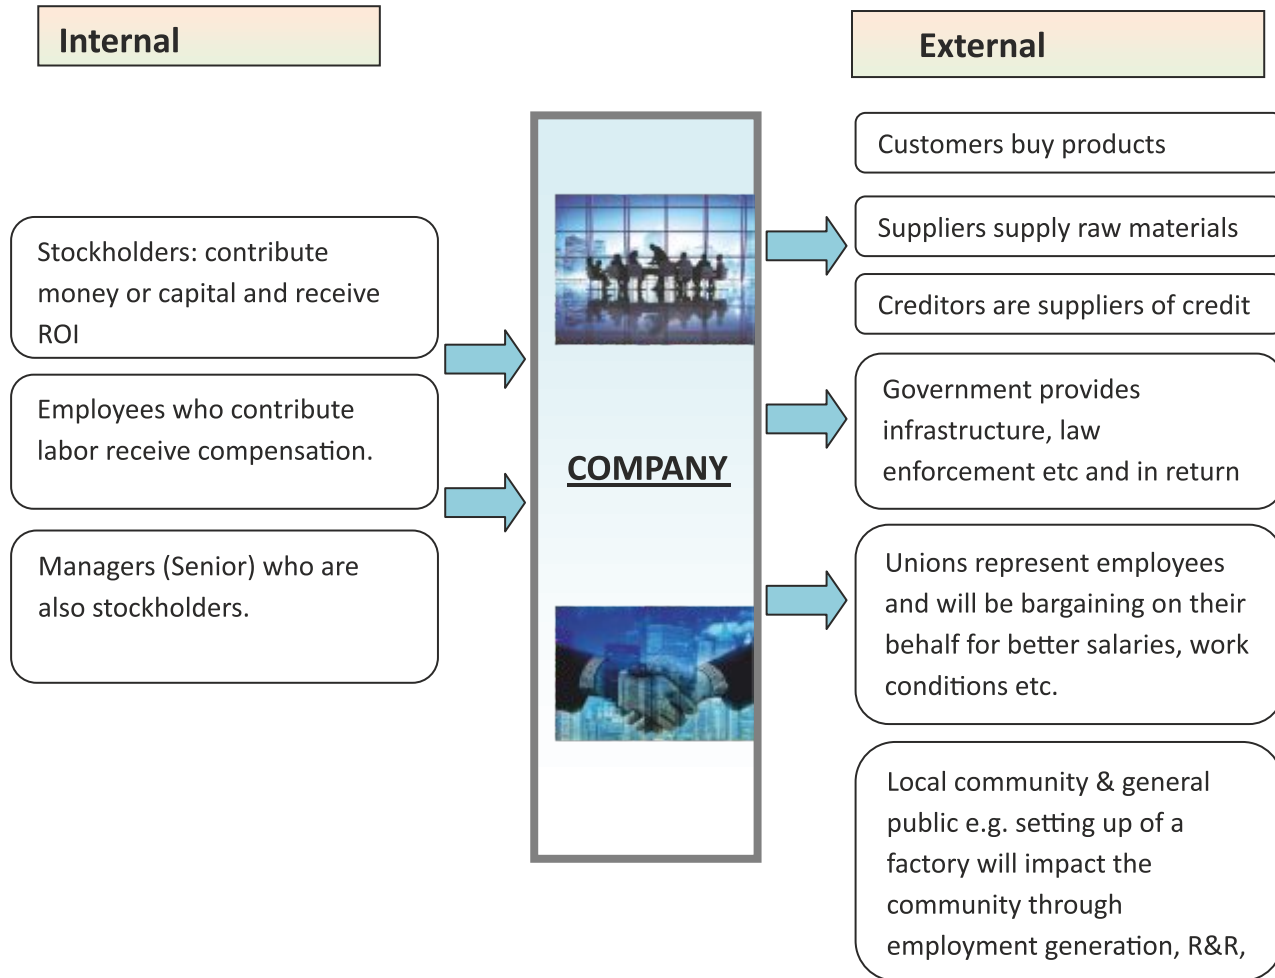 Internal
External
Stockholders: contribute
money or capital and receive
ROI
Employees who contribute
labor receive compensation.
Managers (Senior) who are
also stockholders.
COMPANY
Customers buy products
Suppliers supply raw materials
Creditors are suppliers of credit
Government provides
infrastructure, law
enforcement etc and in return
Unions represent employees
and will be bargaining on their
behalf for better salaries, work
conditions etc.
Local community & general
public e.g. setting up of a
factory will impact the
community through
employment generation, R&R,